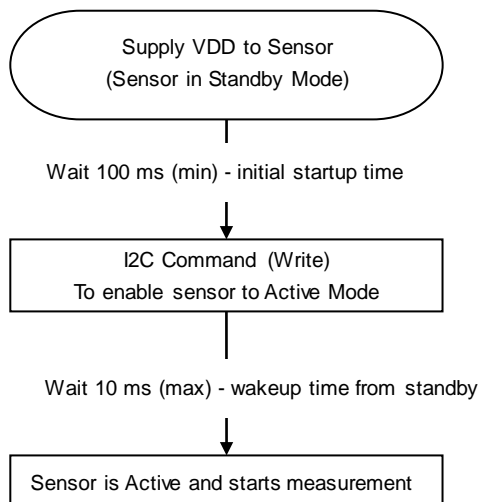 Supply VDD to Sensor
(Sensor in Standby Mode)
Wait 100 ms (min) - initial startup time
I2C Command (Write)
To enable sensor to Active Mode
Wait 10 ms (max) - wakeup time from standby
Sensor is Active and starts measurement